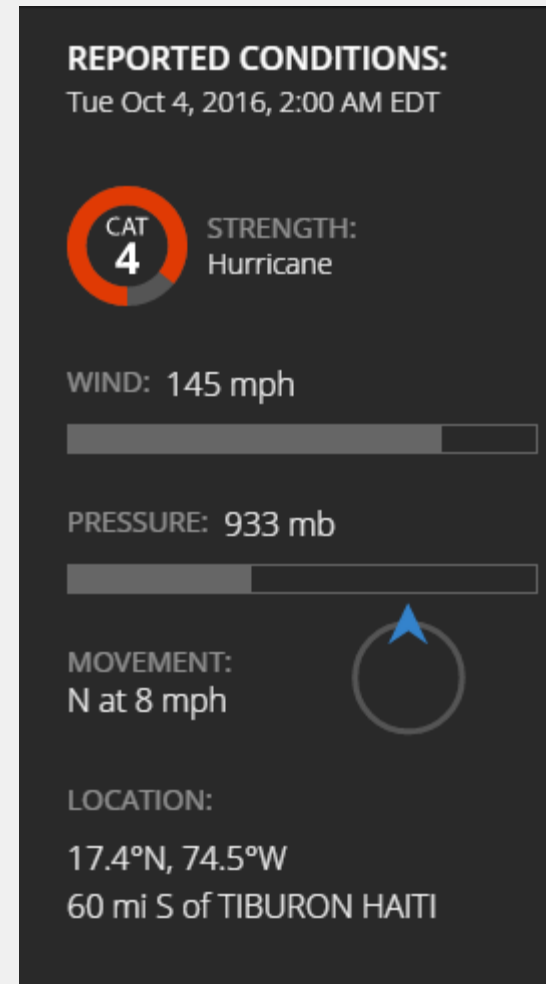 REPORTED CONDITIONS:
Tue Oct 4, 2016, 2:00 AM EDT
CAT
4
STRENGTH:
Hurricane
WIND: 145 mph
PRESSURE: 933 mb
MOVEMENT:
N at 8 mph
LOCATION:
17.4°N, 74.5°W
60 mi S of TIBURON HAITI